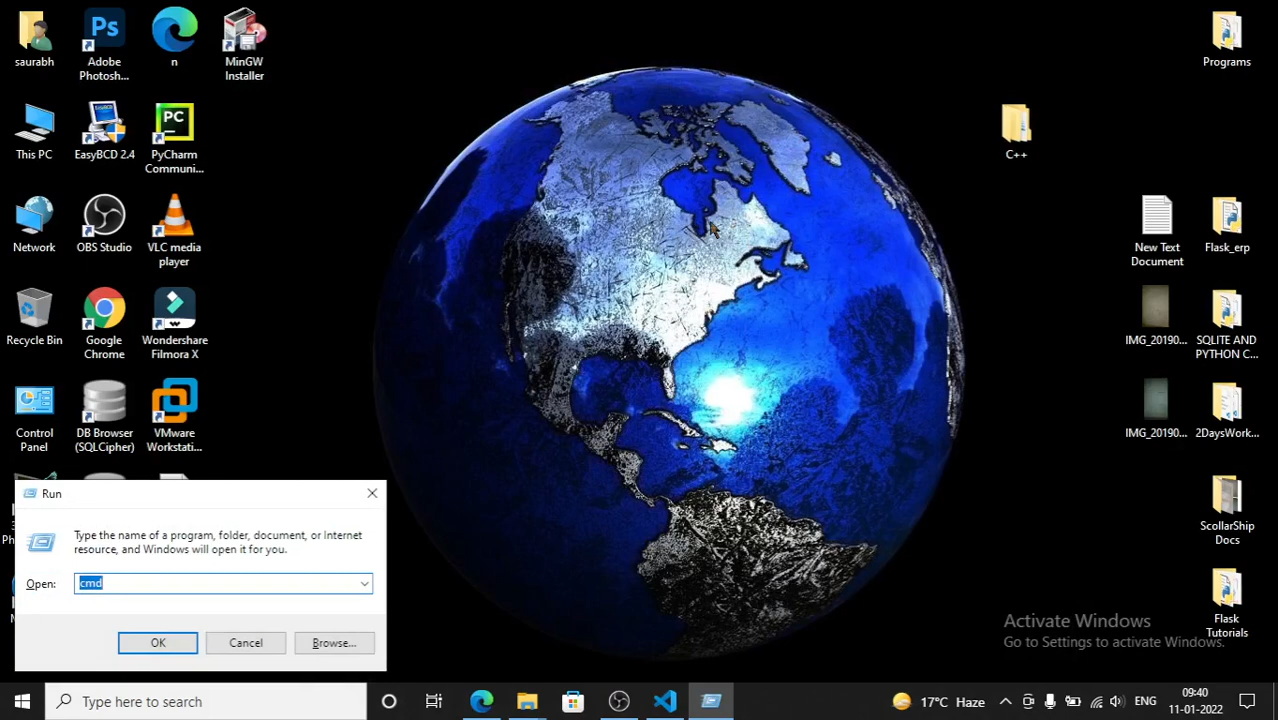 saurabh
Adobe
Photosh...
n
MinGW
Installer
Programs
This PC
EasyBCD 2.4
PyCharm
Communi...
C++
Network
OBS Studio
VLC media
player
New Text
Document
Flask_erp
Recycle Bin
Google
Chrome
Wondershare
Filmora X
IMG_20190...
SQLITE AND
PYTHON C...
Control
Panel
DB Browser
(SQLCipher)
VMware
Workstati...
IMG_20190...
2DaysWork...
Run
Type the name of a program, folder, document, or Internet
resource, and Windows will open it for you.
Open:
cmd
OK
Cancel
Browse...
ScollarShip
Docs
Flask
Tutorials
Activate Windows
Go to Settings to activate Windows.
Type here to search
17°C Haze
ENG
09:40
11-01-2022